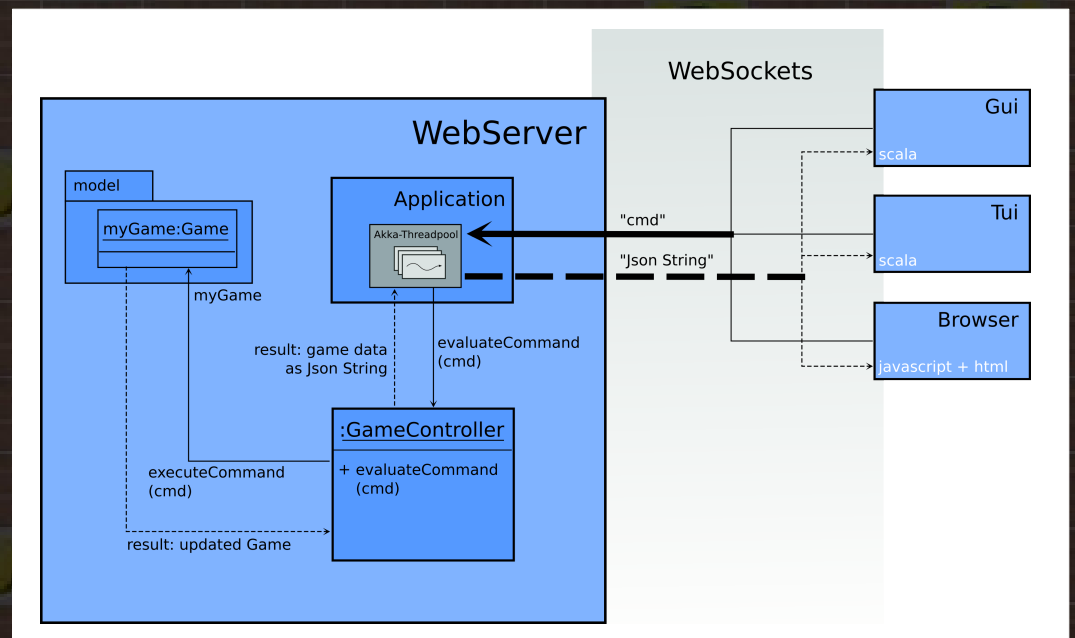 WebSockets
WebServer
model
myGame:Game
myGame
Application
Akka-Threadpool
"cmd"
"Json String"
Gui
scala
Tui
scala
Browser
javascript + html
result: game data
as Json String
evaluateCommand
(cmd)
:GameController
+ evaluateCommand
(cmd)
executeCommand
(cmd)
result: updated Game